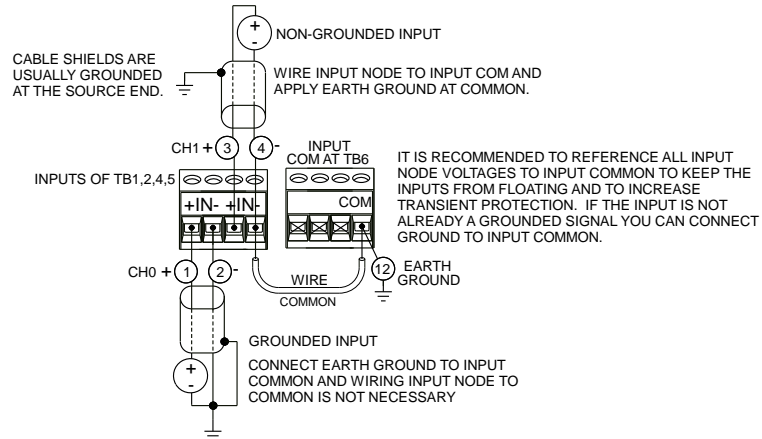 +
-
NON-GROUNDED INPUT
CABLE SHIELDS ARE
USUALLY GROUNDED
AT THE SOURCE END.
WIRE INPUT NODE TO INPUT COM AND
APPLY EARTH GROUND AT COMMON.
CH1 + 3 4 -
INPUT
COM AT TB6
INPUTS OF TB1,2,4,5
+IN- +IN-
COM
IT IS RECOMMENDED TO REFERENCE ALL INPUT
NODE VOLTAGES TO INPUT COMMON TO KEEP THE
INPUTS FROM FLOATING AND TO INCREASE
TRANSIENT PROTECTION. IF THE INPUT IS NOT
ALREADY A GROUNDED SIGNAL YOU CAN CONNECT
GROUND TO INPUT COMMON.
CH0 + 1 2 -
WIRE
COMMON
12 EARTH
GROUND
GROUNDED INPUT
+
-
CONNECT EARTH GROUND TO INPUT
COMMON AND WIRING INPUT NODE TO
COMMON IS NOT NECESSARY